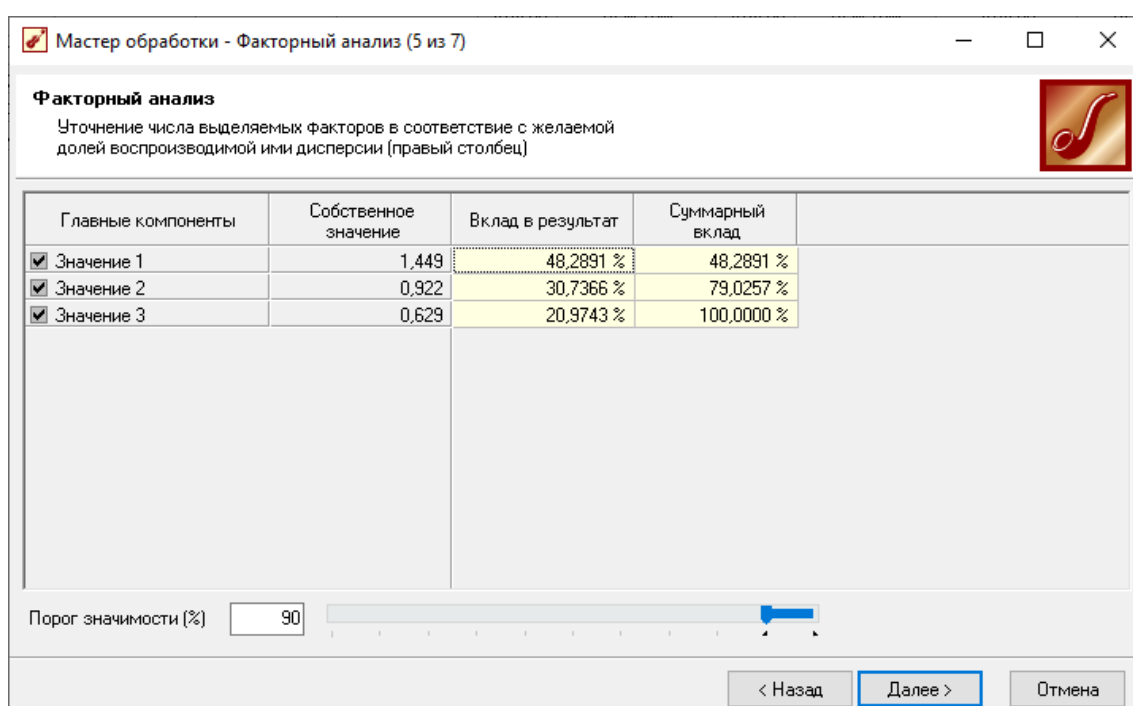 Мастер обработки - Факторный анализ (5 из 7)
Факторный анализ
Уточнение числа выделяемых факторов в соответствие с желаемой
долей воспроизводимой ими дисперсии (правый столбец)
Главные компоненты Собственное значение Вклад в результат Суммарный вклад
Значение 1 1,449 48,2891 % 48,2891 %
Значение 2 0,922 30,7366 % 79,0257 %
Значение 3 0,629 20,9743 % 100,0000 %
Порог значимости (%) 90
< Назад Далее > Отмена